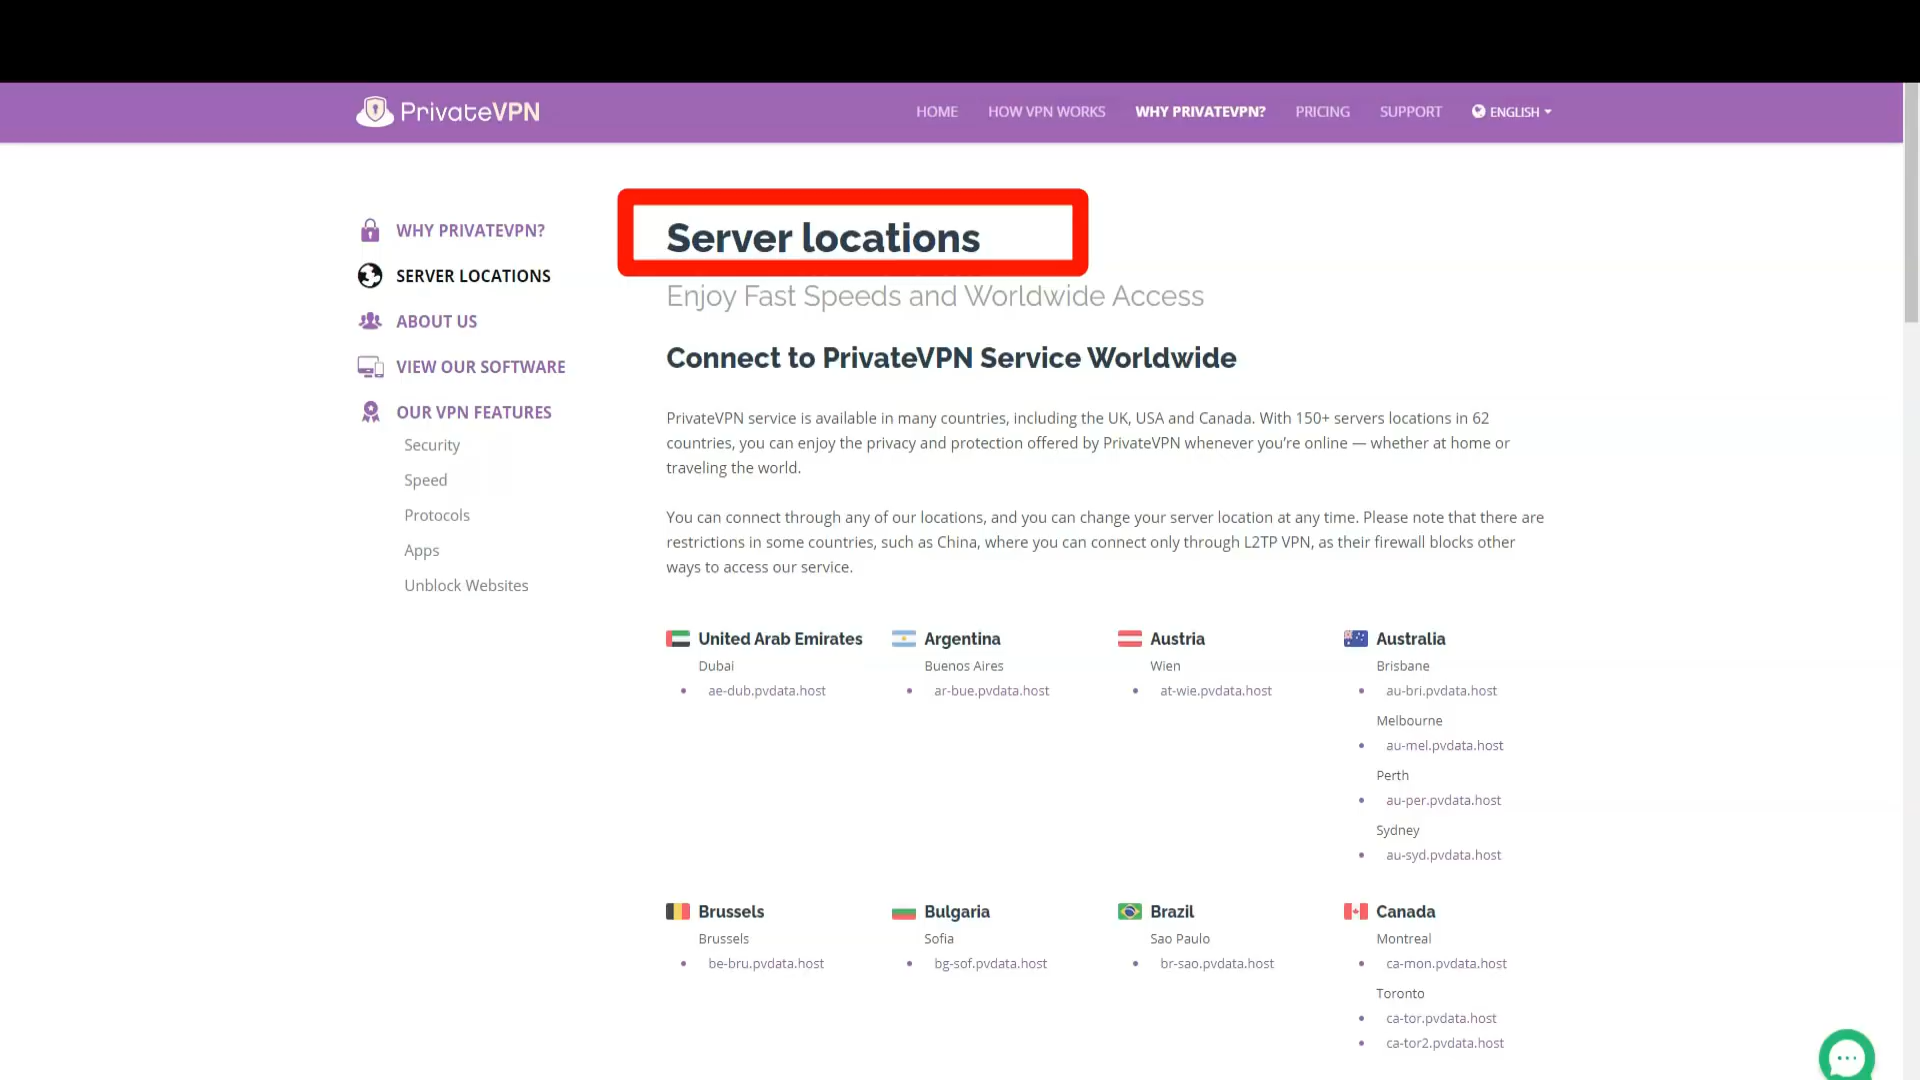 PrivateVPN
HOME HOW VPN WORKS WHY PRIVATEVPN? PRICING SUPPORT ENGLISH
WHY PRIVATEVPN?
SERVER LOCATIONS
ABOUT US
VIEW OUR SOFTWARE
OUR VPN FEATURES
Security
Speed
Protocols
Apps
Unblock Websites
Server locations
Enjoy Fast Speeds and Worldwide Access
Connect to PrivateVPN Service Worldwide
PrivateVPN service is available in many countries, including the UK, USA and Canada. With 150+ servers locations in 62
countries, you can enjoy the privacy and protection offered by PrivateVPN whenever you're online — whether at home or
traveling the world.
You can connect through any of our locations, and you can change your server location at any time. Please note that there are
restrictions in some countries, such as China, where you can connect only through L2TP VPN, as their firewall blocks other
ways to access our service.
United Arab Emirates
Dubai
• ae-dub.pvdata.host
Argentina
Buenos Aires
• ar-bue.pvdata.host
Austria
Wien
• at-wie.pvdata.host
Australia
Brisbane
• au-bri.pvdata.host
Melbourne
• au-mel.pvdata.host
Perth
• au-per.pvdata.host
Sydney
• au-syd.pvdata.host
Brussels
Brussels
• be-bru.pvdata.host
Bulgaria
Sofia
• bg-sof.pvdata.host
Brazil
Sao Paulo
• br-sao.pvdata.host
Canada
Montreal
• ca-mon.pvdata.host
Toronto
• ca-tor.pvdata.host
• ca-tor2.pvdata.host